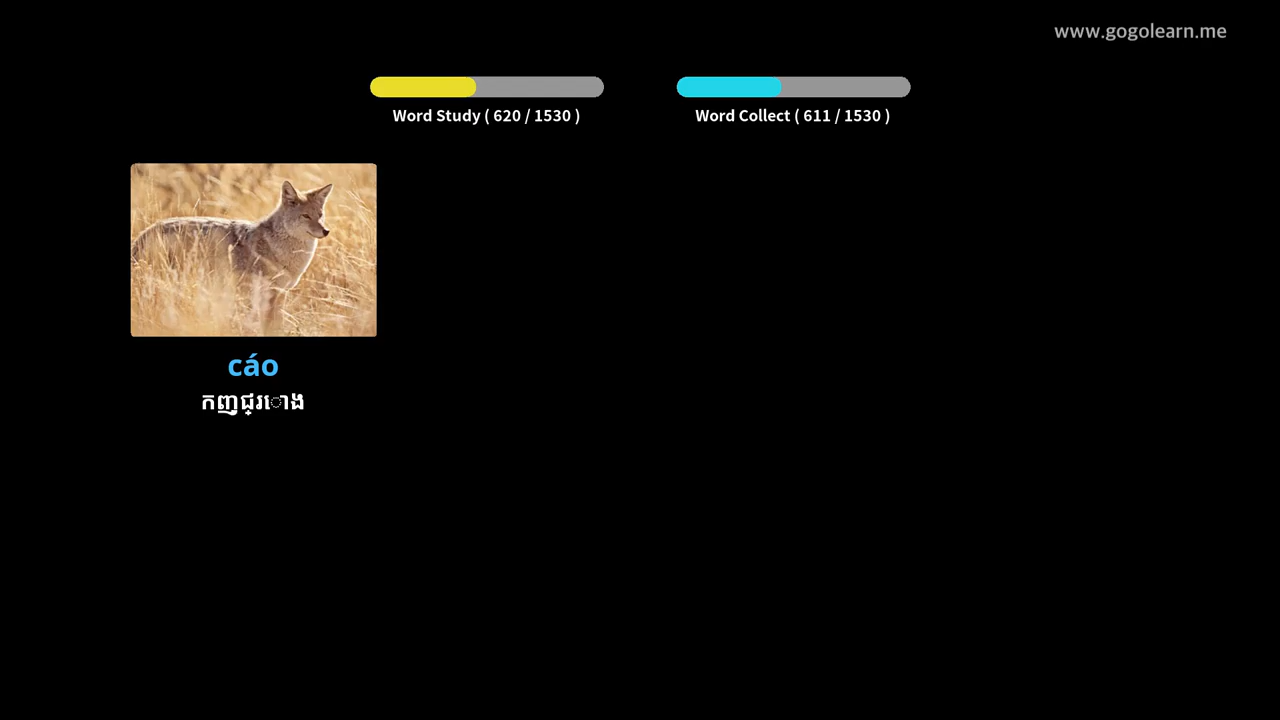 www.gogolearn.me
Word Study ( 620 / 1530 )
Word Collect ( 611 / 1530 )
cáo
កញ្ជ្រោង